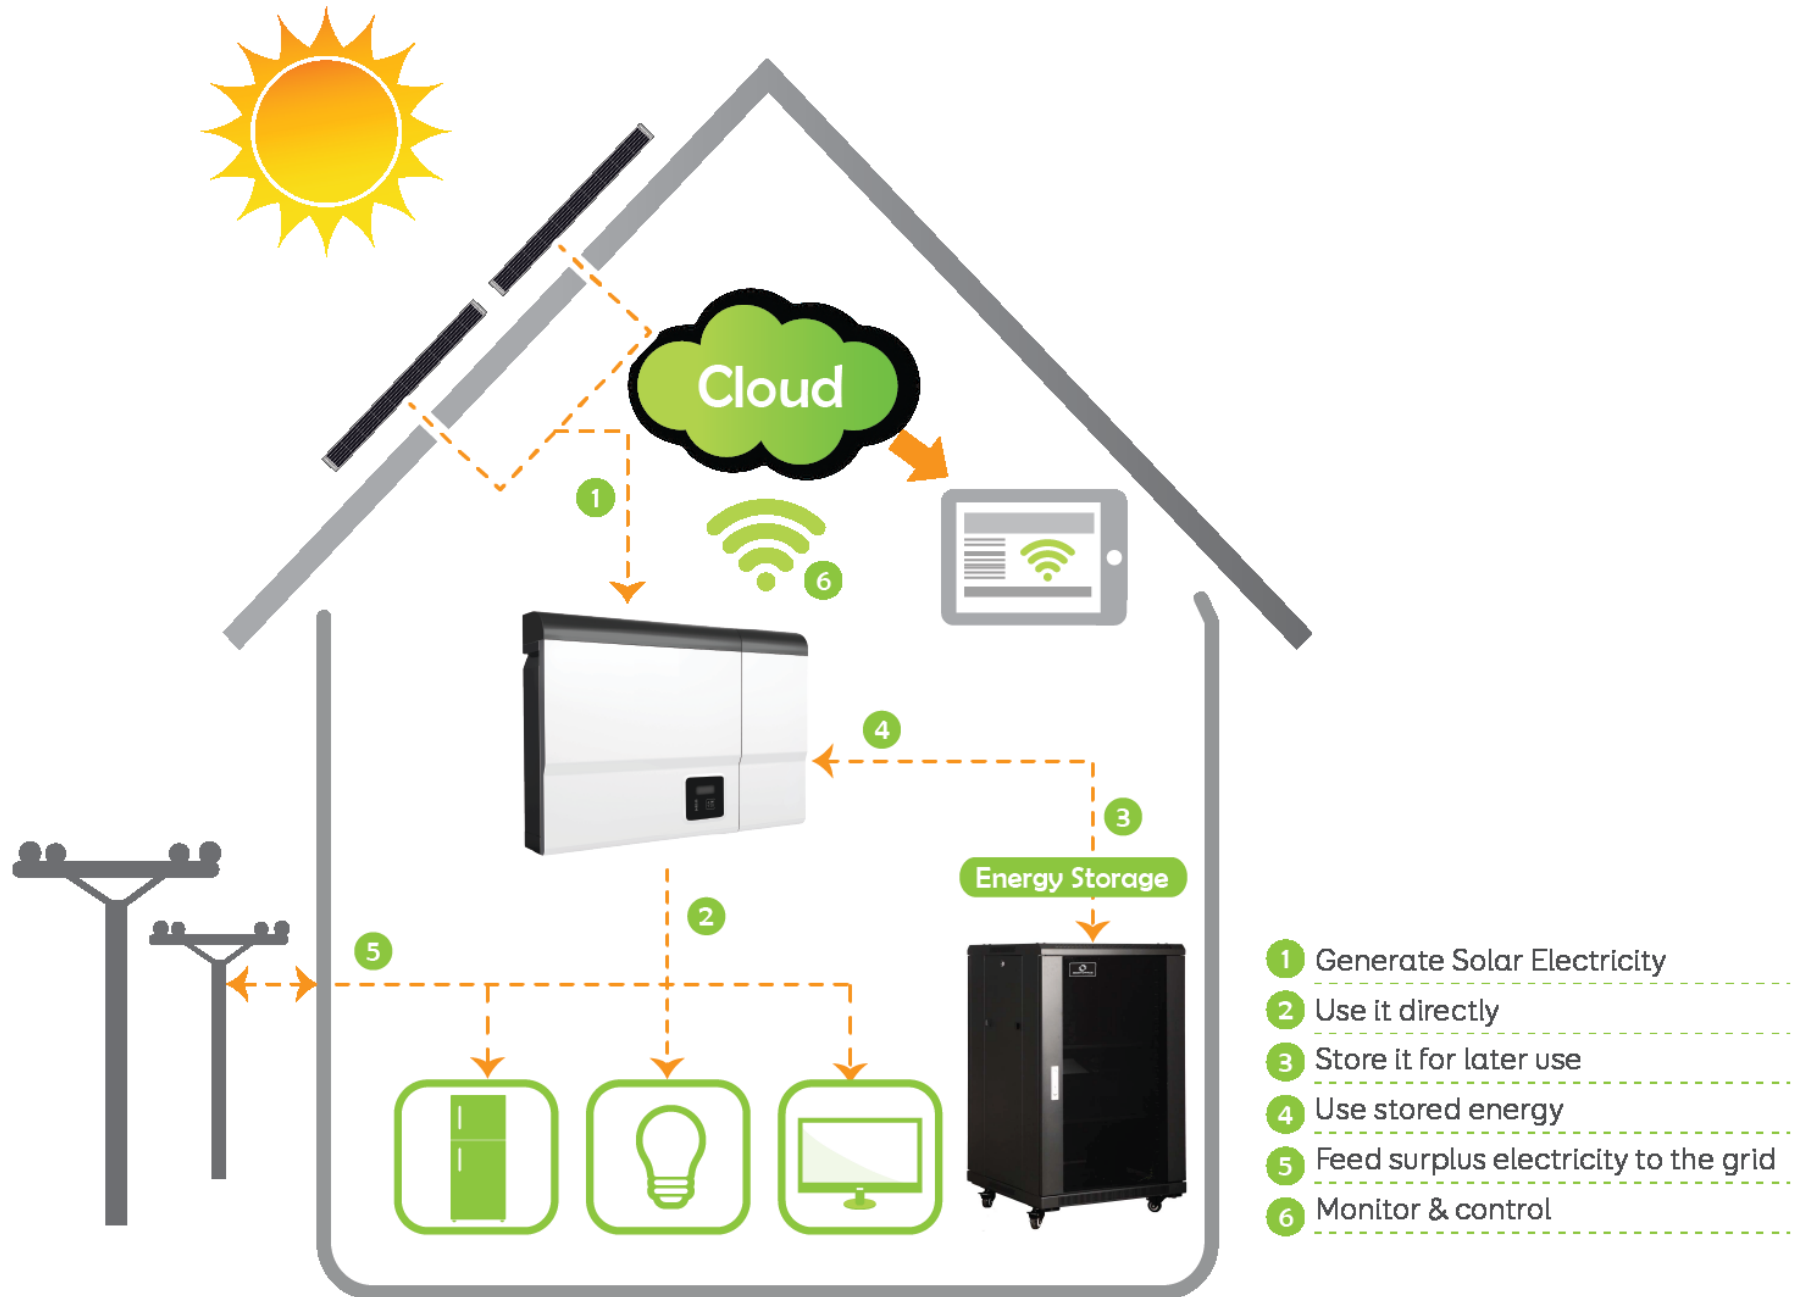 Cloud
1
6
4
3
Energy Storage
2
5
1 Generate Solar Electricity
2 Use it directly
3 Store it for later use
4 Use stored energy
5 Feed surplus electricity to the grid
6 Monitor & control